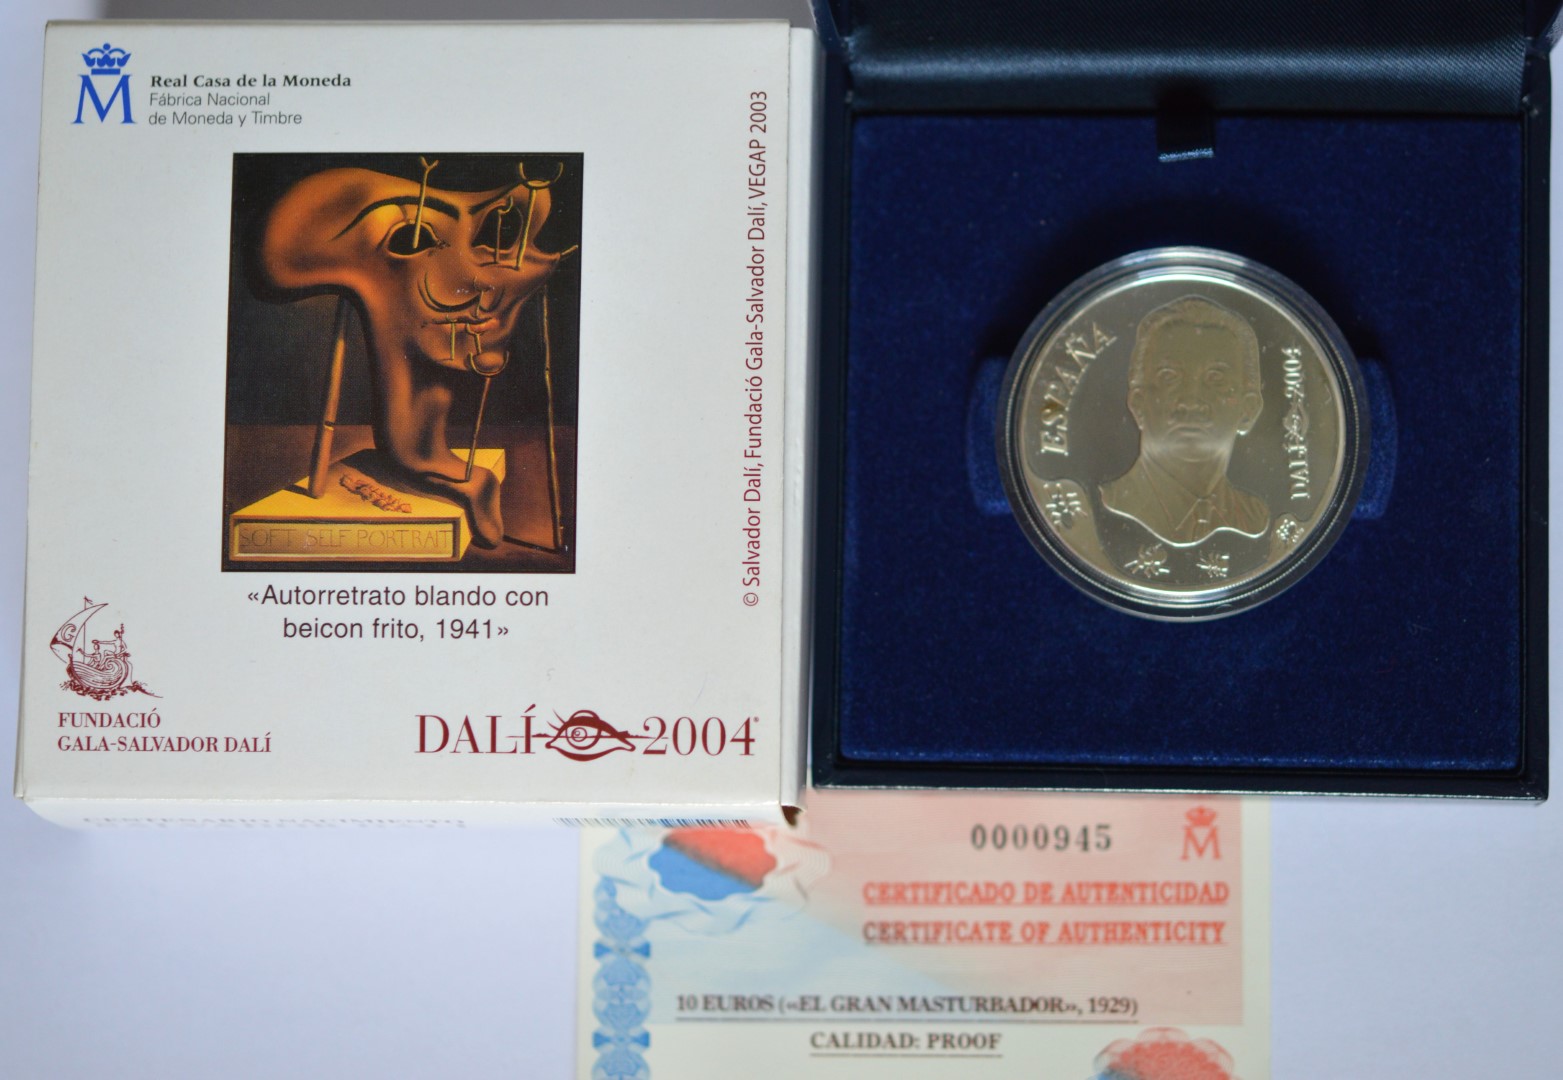 Real Casa de la Moneda
Fábrica Nacional
de Moneda y Timbre
SOFT SELF PORTRAIT
«Autorretrato blando con
beicon frito, 1941»
© Salvador Dalí, Fundació Gala-Salvador Dalí, VEGAP 2003
FUNDACIÓ
GALA-SALVADOR DALÍ
DALÍ 2004
CENTENARIO NACIMIENTO
ESPAÑA
DALÍ 2004
0000945
M
CERTIFICADO DE AUTENTICIDAD
CERTIFICATE OF AUTHENTICITY
10 EUROS («EL GRAN MASTURBADOR», 1929)
CALIDAD: PROOF